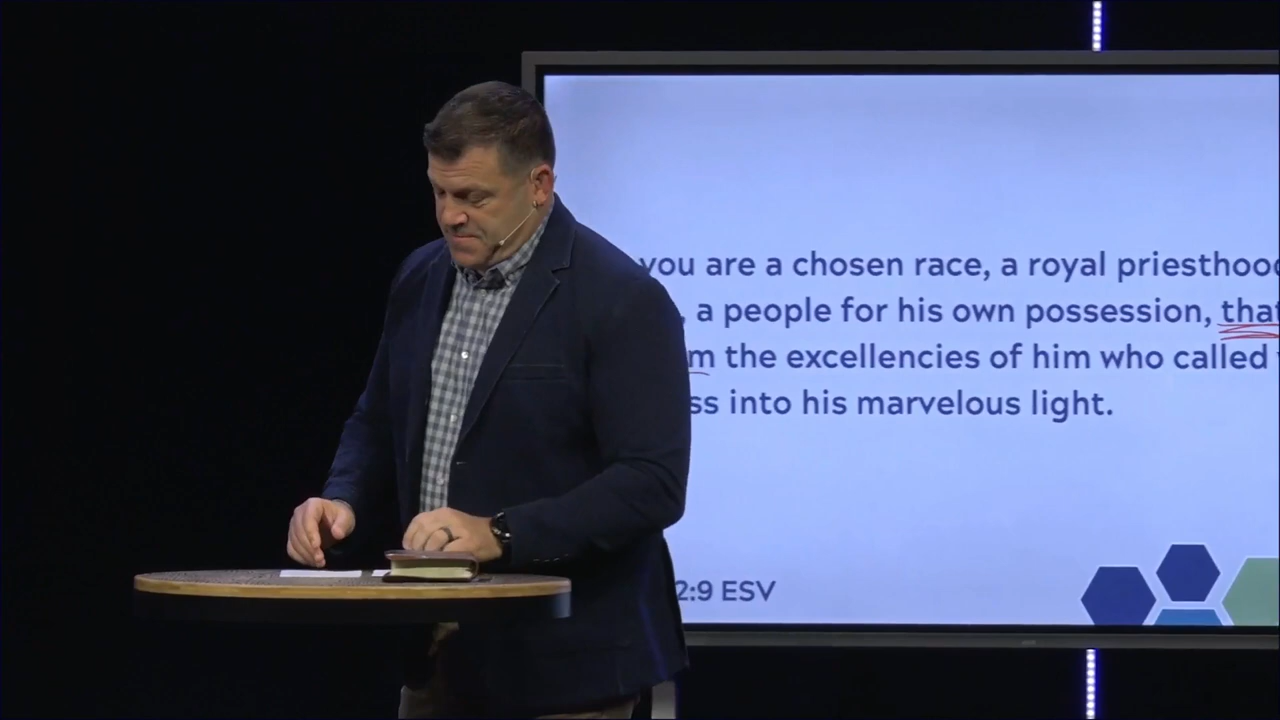 you are a chosen race, a royal priesthood
, a people for his own possession, that
m the excellencies of him who called
ss into his marvelous light.
2:9 ESV